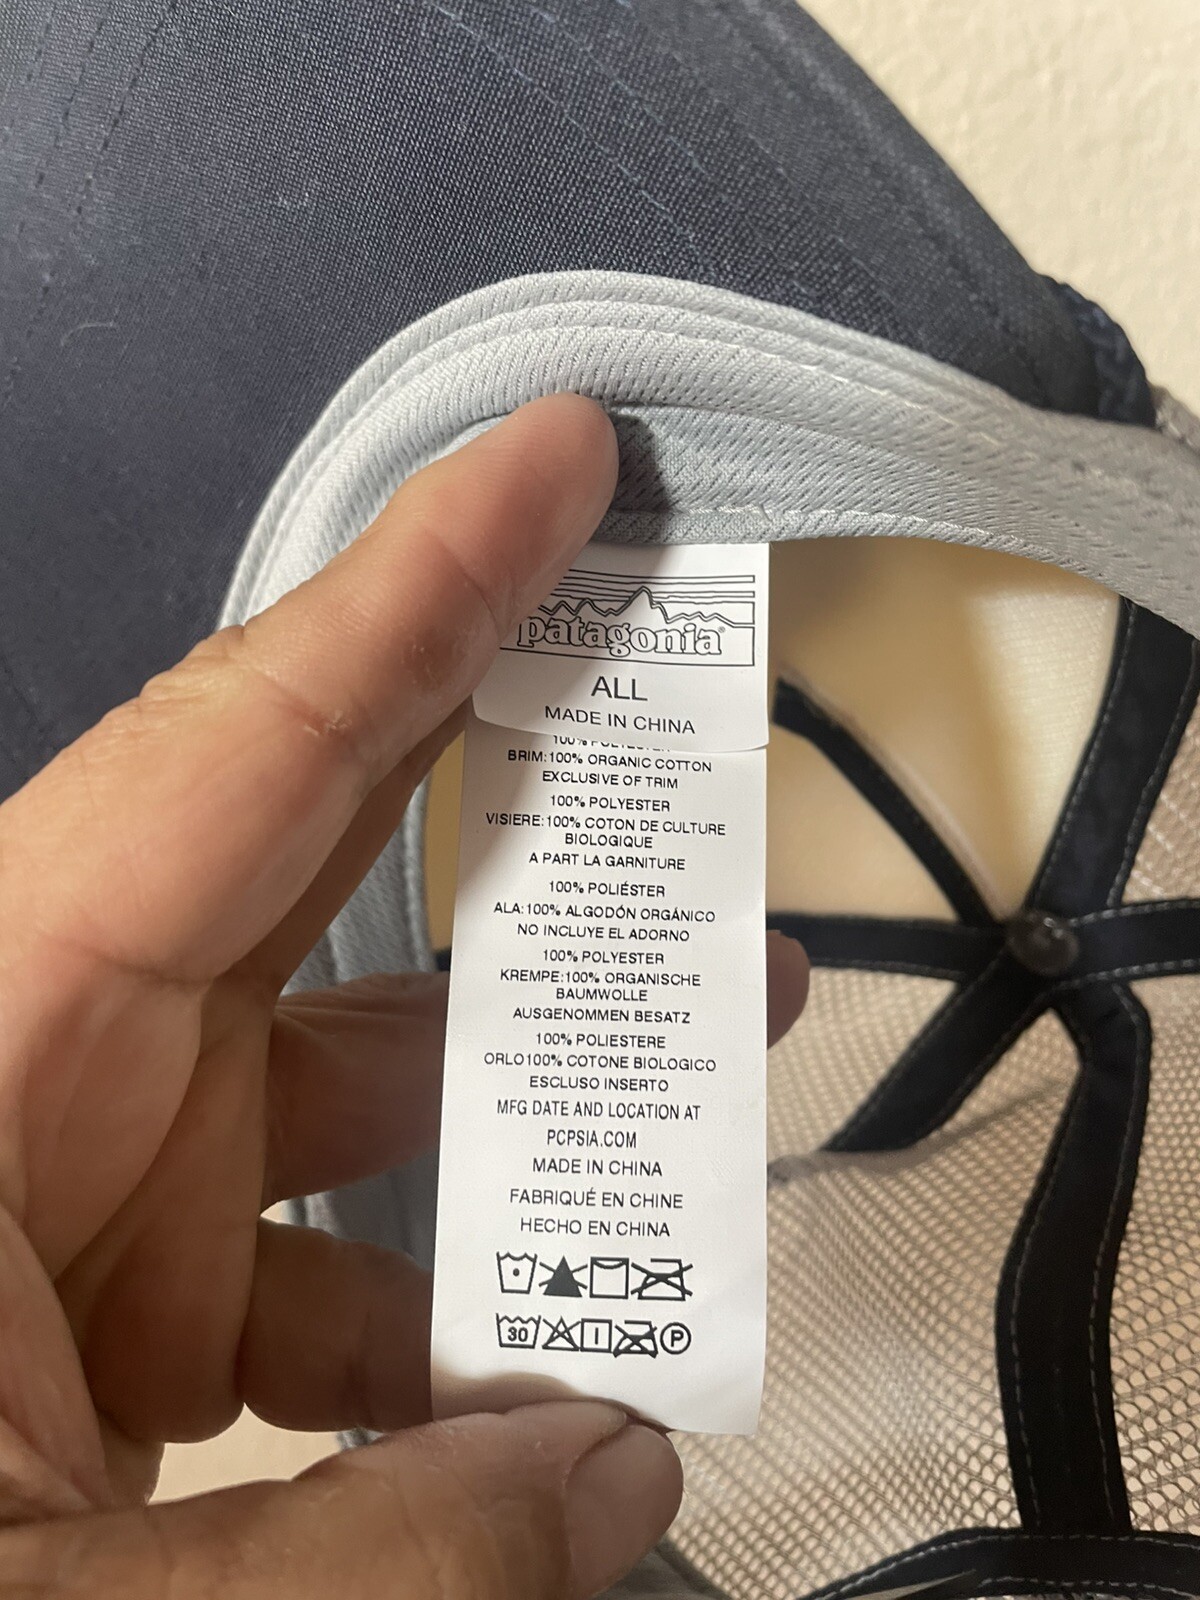 patagonia®
ALL
MADE IN CHINA
100% POLYESTER
BRIM:100% ORGANIC COTTON
EXCLUSIVE OF TRIM
100% POLYESTER
VISIERE:100% COTON DE CULTURE
BIOLOGIQUE
A PART LA GARNITURE
100% POLIÉSTER
ALA:100% ALGODÓN ORGÁNICO
NO INCLUYE EL ADORNO
100% POLYESTER
KREMPE:100% ORGANISCHE
BAUMWOLLE
AUSGENOMMEN BESATZ
100% POLIESTERE
ORLO100% COTONE BIOLOGICO
ESCLUSO INSERTO
MFG DATE AND LOCATION AT
PCPSIA.COM
MADE IN CHINA
FABRIQUÉ EN CHINE
HECHO EN CHINA
30 P